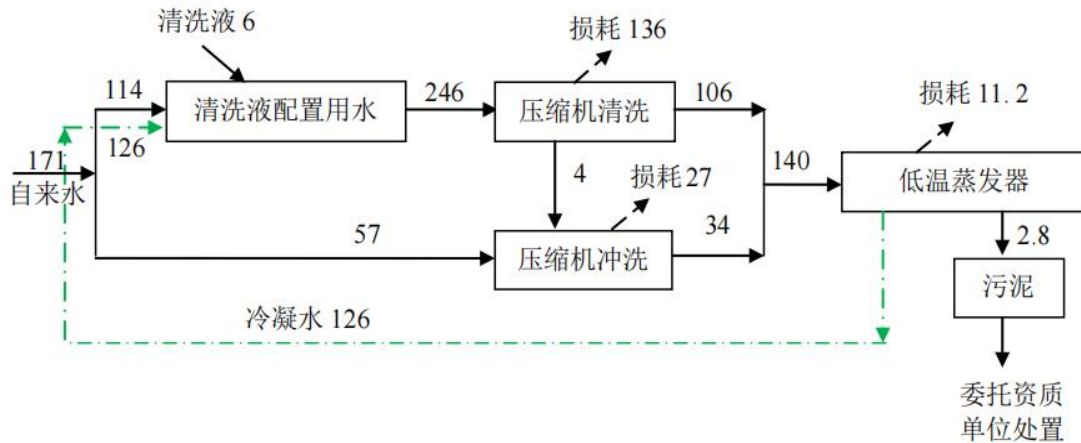 清洗液 6
损耗 136
114
清洗液配置用水
246
压缩机清洗
106
损耗 11. 2
126
171
自来水
4
损耗 27
140
低温蒸发器
57
压缩机冲洗
34
2.8
污泥
冷凝水 126
委托资质
单位处置